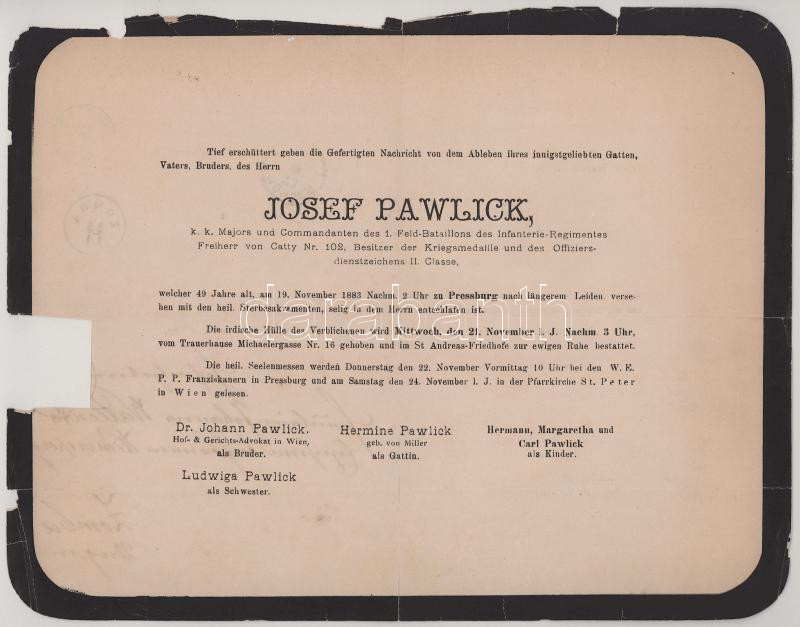 Tief erschüttert geben die Gefertigten Nachricht von dem Ableben ihres innigstgeliebten Gatten,
Vaters, Bruders, des Herrn
JOSEF PAWLICK,
k. k. Majors und Commandanten des 1. Feld-Bataillons des Infanterie-Regimentes
Freiherr von Catty Nr. 102, Besitzer der Kriegsmedaille und des Offiziers-
dienstzeichens II. Classe,
welcher 49 Jahre alt, am 19. November 1883 Nachm. 2 Uhr zu Pressburg nach längerem Leiden, verse-
hen mit den heil. Sterbesakramenten, selig in dem Herrn entschlafen ist.
Die irdische Hülle des Verblichenen wird Mittwoch, den 21. November l. J. Nachm. 3 Uhr,
vom Trauerhause Michaelergasse Nr. 16 gehoben und im St Andreas-Friedhofe zur ewigen Ruhe bestattet.
Die heil. Seelenmessen werden Donnerstag den 22. November Vormittag 10 Uhr bei den W. E.
P. P. Franziskanern in Pressburg und am Samstag den 24. November l. J. in der Pfarrkirche St. Peter
in Wien gelesen.
Dr. Johann Pawlick,
Hof- & Gerichts-Advokat in Wien,
als Bruder.
Hermine Pawlick
geb. von Miller
als Gattin.
Hermann, Margaretha und
Carl Pawlick
als Kinder.
Ludwiga Pawlick
als Schwester.
darabanth